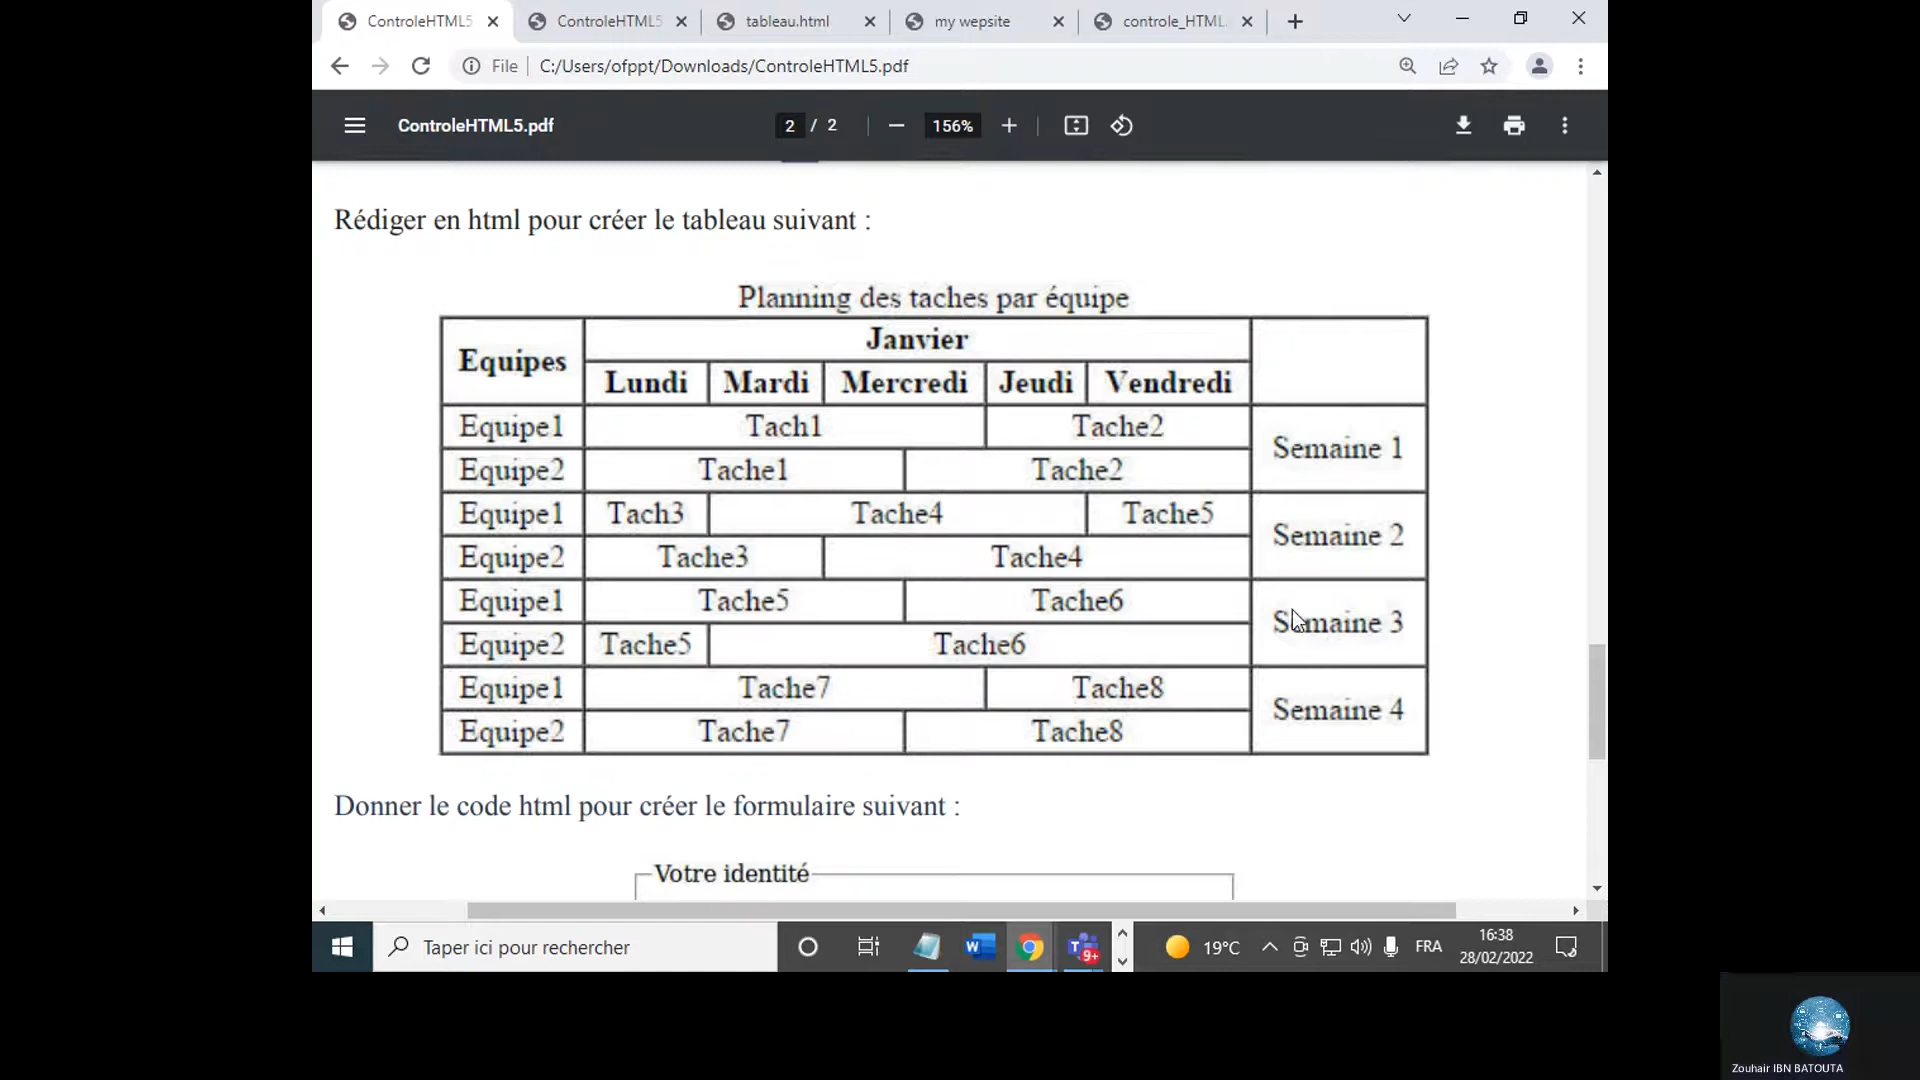 ControleHTML5
ControleHTML5
tableau.html
my wepsite
controle_HTML
File
C:/Users/ofppt/Downloads/ControleHTML5.pdf
ControleHTML5.pdf
2 / 2
156%
Rédiger en html pour créer le tableau suivant :
Planning des taches par équipe
Equipes
Janvier
Lundi Mardi Mercredi Jeudi Vendredi
Equipe1 Tach1 Tache2
Semaine 1
Equipe2 Tache1 Tache2
Equipe1 Tach3 Tache4 Tache5
Semaine 2
Equipe2 Tache3 Tache4
Equipe1 Tache5 Tache6
Semaine 3
Equipe2 Tache5 Tache6
Equipe1 Tache7 Tache8
Semaine 4
Equipe2 Tache7 Tache8
Donner le code html pour créer le formulaire suivant :
Votre identité
Taper ici pour rechercher
9+
19°C
FRA
16:38
28/02/2022
Zouhair IBN BATOUTA